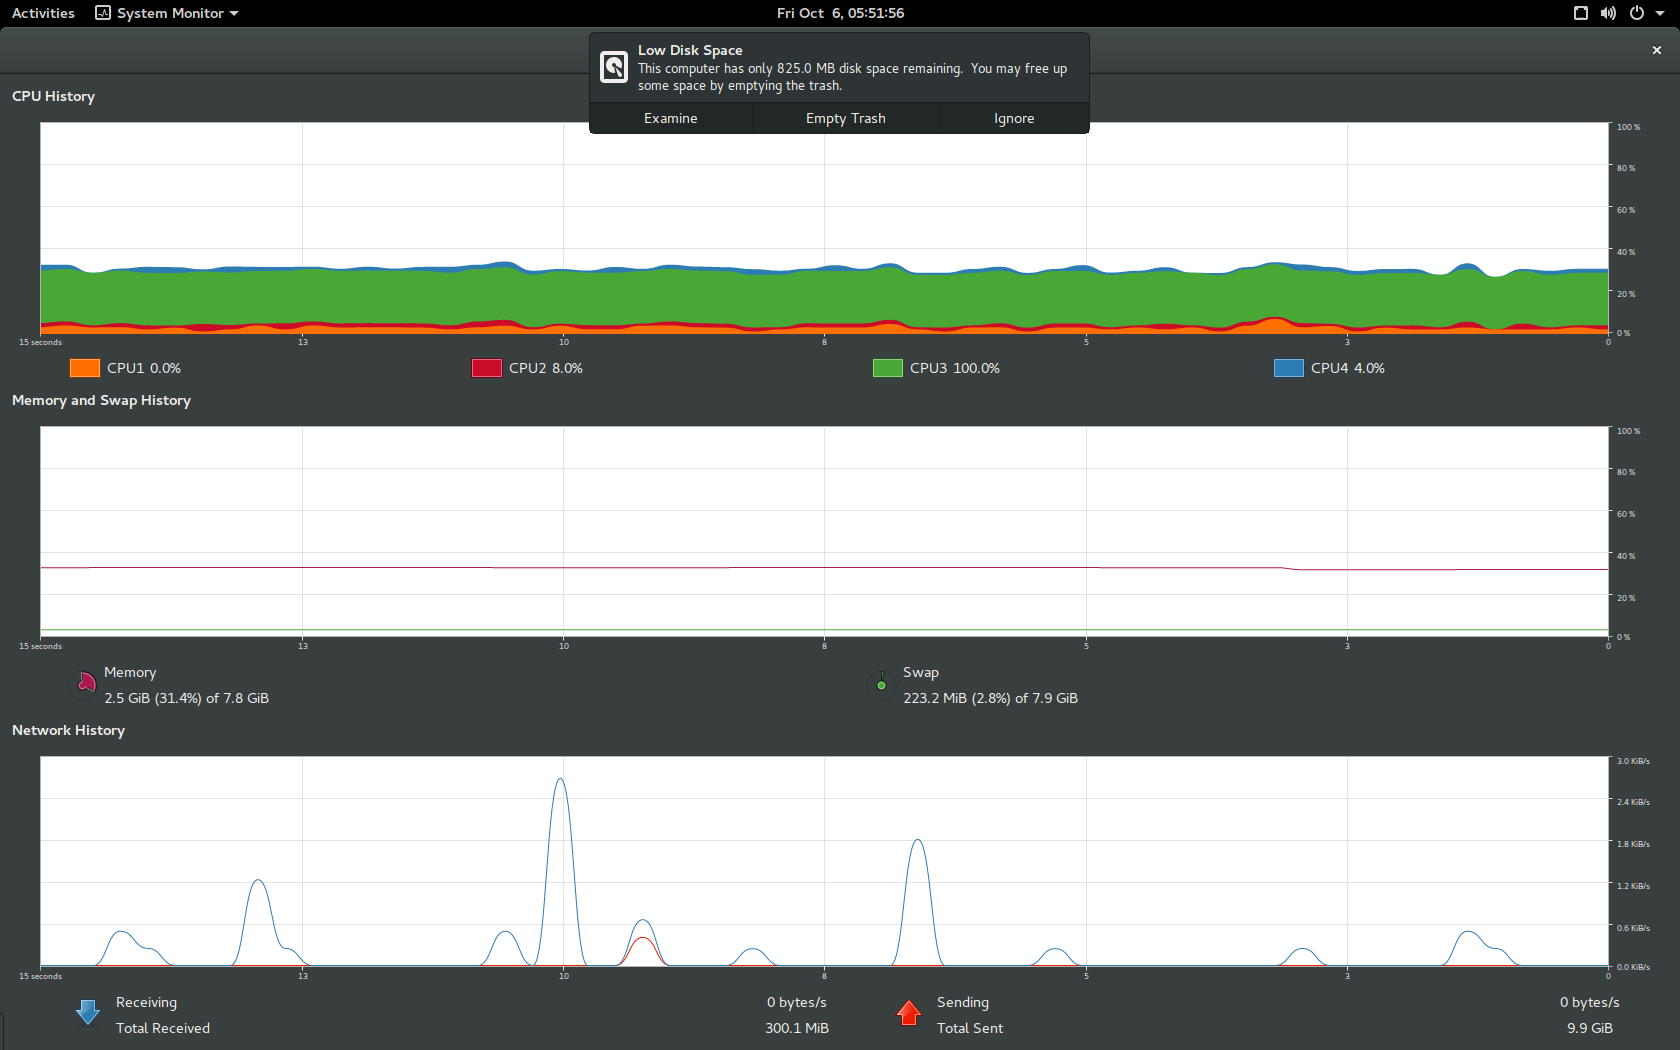 Activities System Monitor Fri Oct 6, 05:51:56
Low Disk Space
This computer has only 825.0 MB disk space remaining. You may free up
some space by emptying the trash.
Examine Empty Trash Ignore
CPU History
100 %
80 %
60 %
40 %
20 %
0 %
15 seconds 13 10 8 5 3 0
CPU1 0.0% CPU2 8.0% CPU3 100.0% CPU4 4.0%
Memory and Swap History
100 %
80 %
60 %
40 %
20 %
0 %
15 seconds 13 10 8 5 3 0
Memory Swap
2.5 GiB (31.4%) of 7.8 GiB 223.2 MiB (2.8%) of 7.9 GiB
Network History
3.0 KiB/s
2.4 KiB/s
1.8 KiB/s
1.2 KiB/s
0.6 KiB/s
0.0 KiB/s
15 seconds 13 10 8 5 3 0
Receiving 0 bytes/s Sending 0 bytes/s
Total Received 300.1 MiB Total Sent 9.9 GiB